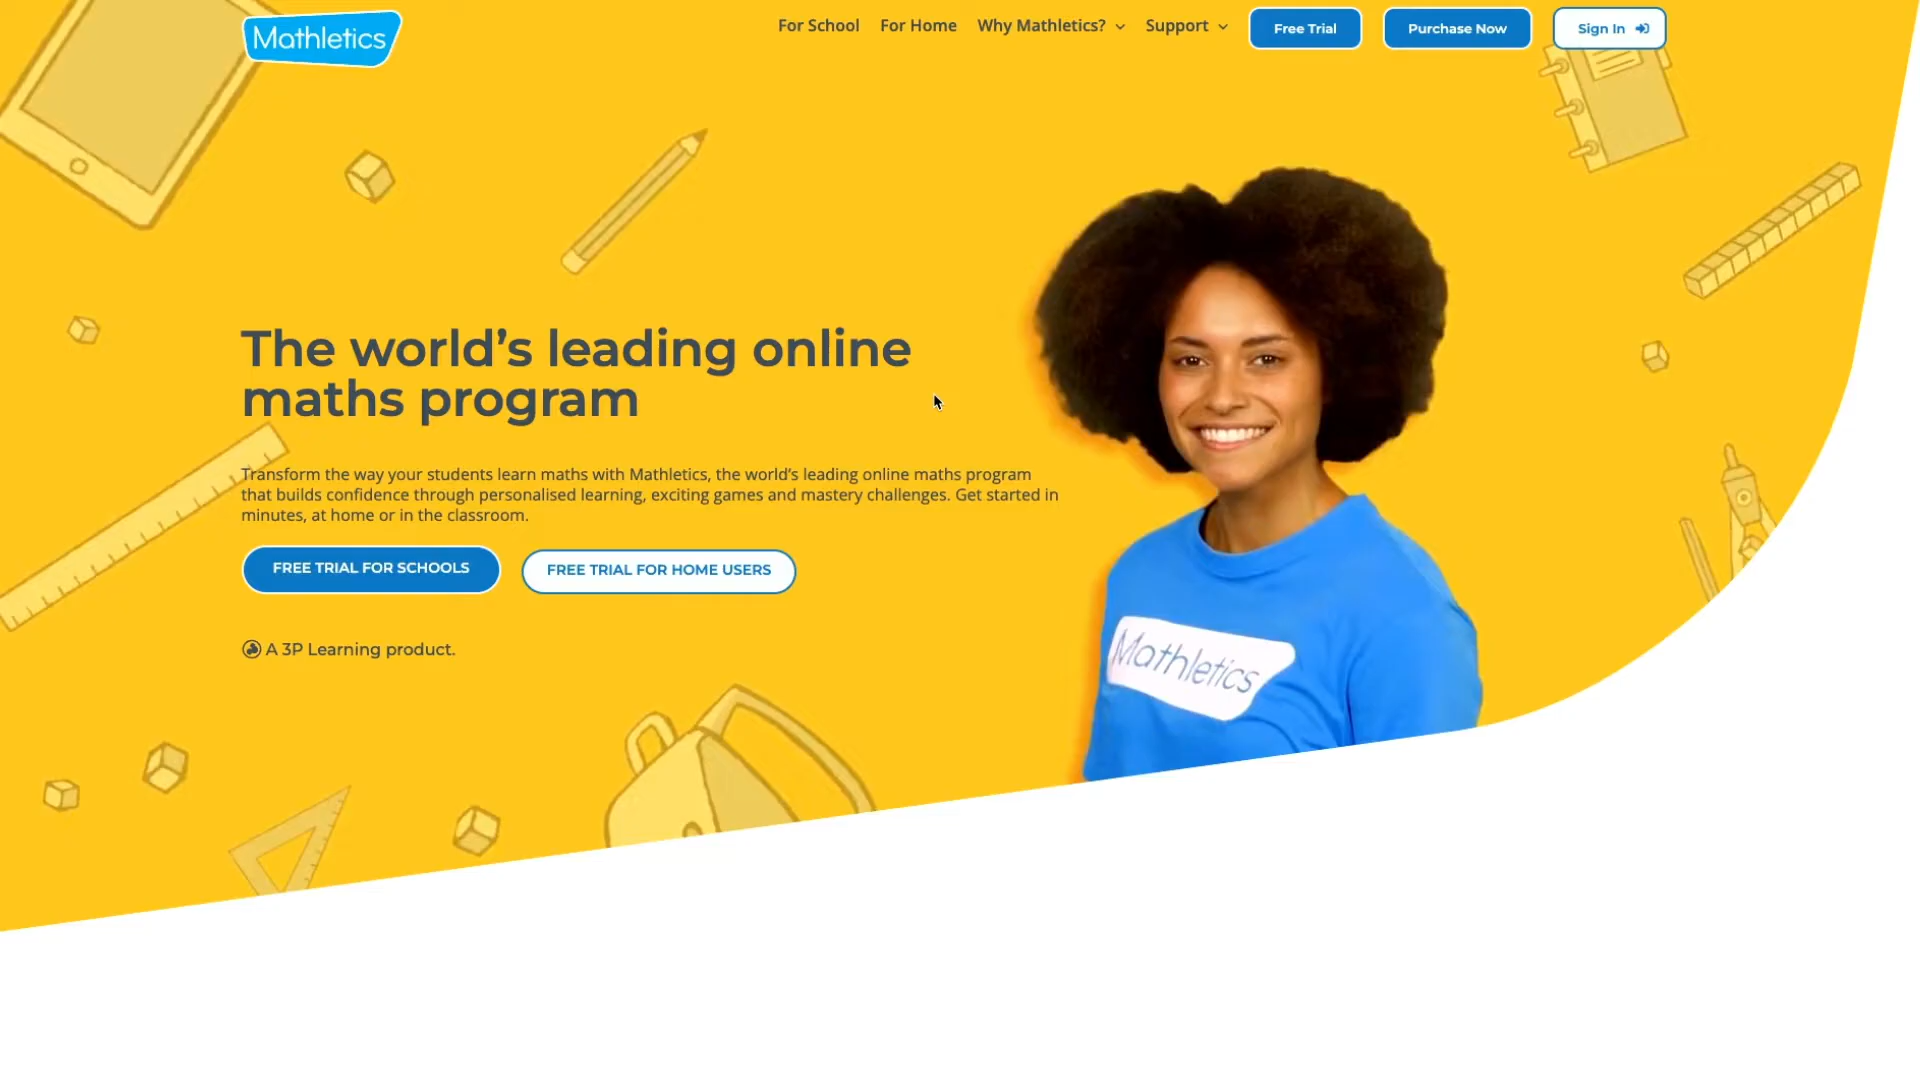 Mathletics
For School
For Home
Why Mathletics?
Support
Free Trial
Purchase Now
Sign In
The world’s leading online
maths program
Transform the way your students learn maths with Mathletics, the world’s leading online maths program
that builds confidence through personalised learning, exciting games and mastery challenges. Get started in
minutes, at home or in the classroom.
FREE TRIAL FOR SCHOOLS
FREE TRIAL FOR HOME USERS
A 3P Learning product.
Mathletics